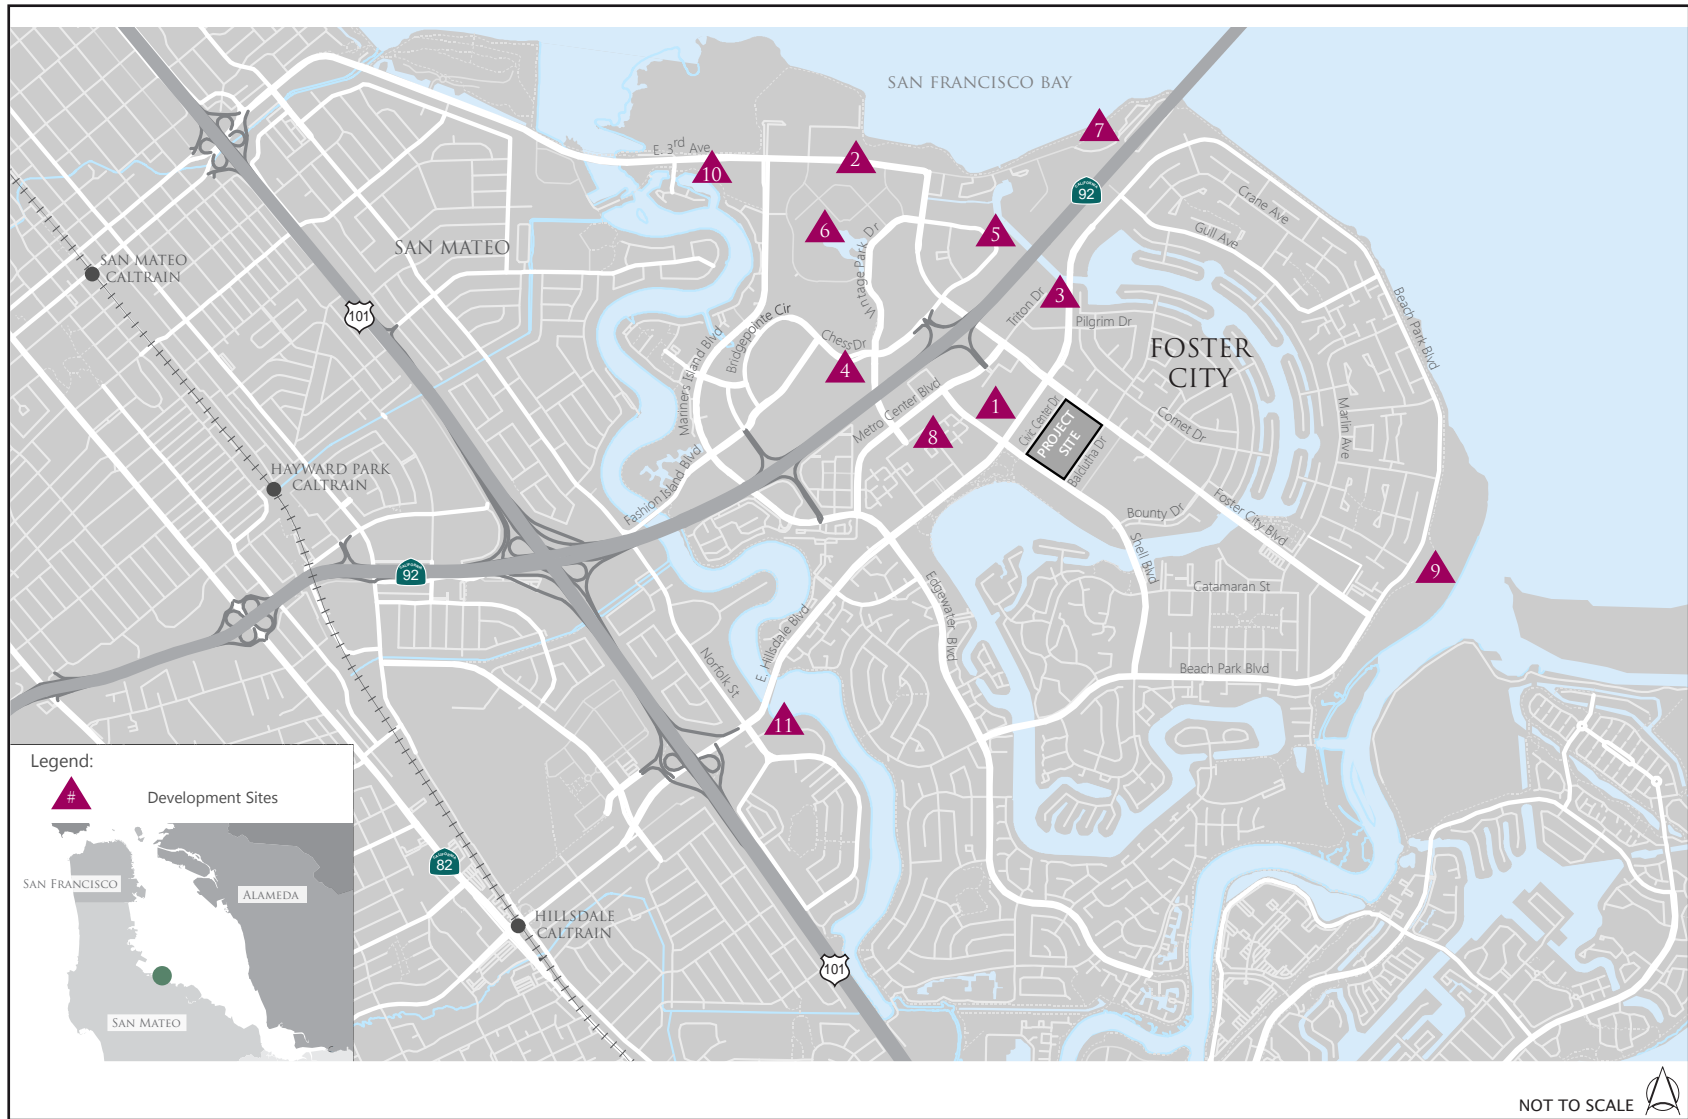 SAN FRANCISCO BAY
7
E. 3rd Ave
10
2
CALIFORNIA
92
Crane Ave
Gull Ave
6
5
Vintage Park Dr
SAN MATEO
SAN MATEO
CALTRAIN
101
3
Triton Dr
Pilgrim Dr
Beach Park Blvd
FOSTER
CITY
Bridgepointe Cir
Mariners Island Blvd
Chess Dr
4
Metro Center Blvd
1
8
Civic Center Dr
PROJECT
SITE
Balclutha Dr
Comet Dr
Marlin Ave
HAYWARD PARK
CALTRAIN
Fashion Island Blvd
Foster City Blvd
Bounty Dr
Shell Blvd
CALIFORNIA
92
9
Catamaran St
Edgewater Blvd
E. Hillsdale Blvd
Norfolk St
Beach Park Blvd
11
Legend:
#
Development Sites
CALIFORNIA
82
SAN FRANCISCO
ALAMEDA
SAN MATEO
HILLSDALE
CALTRAIN
101
NOT TO SCALE